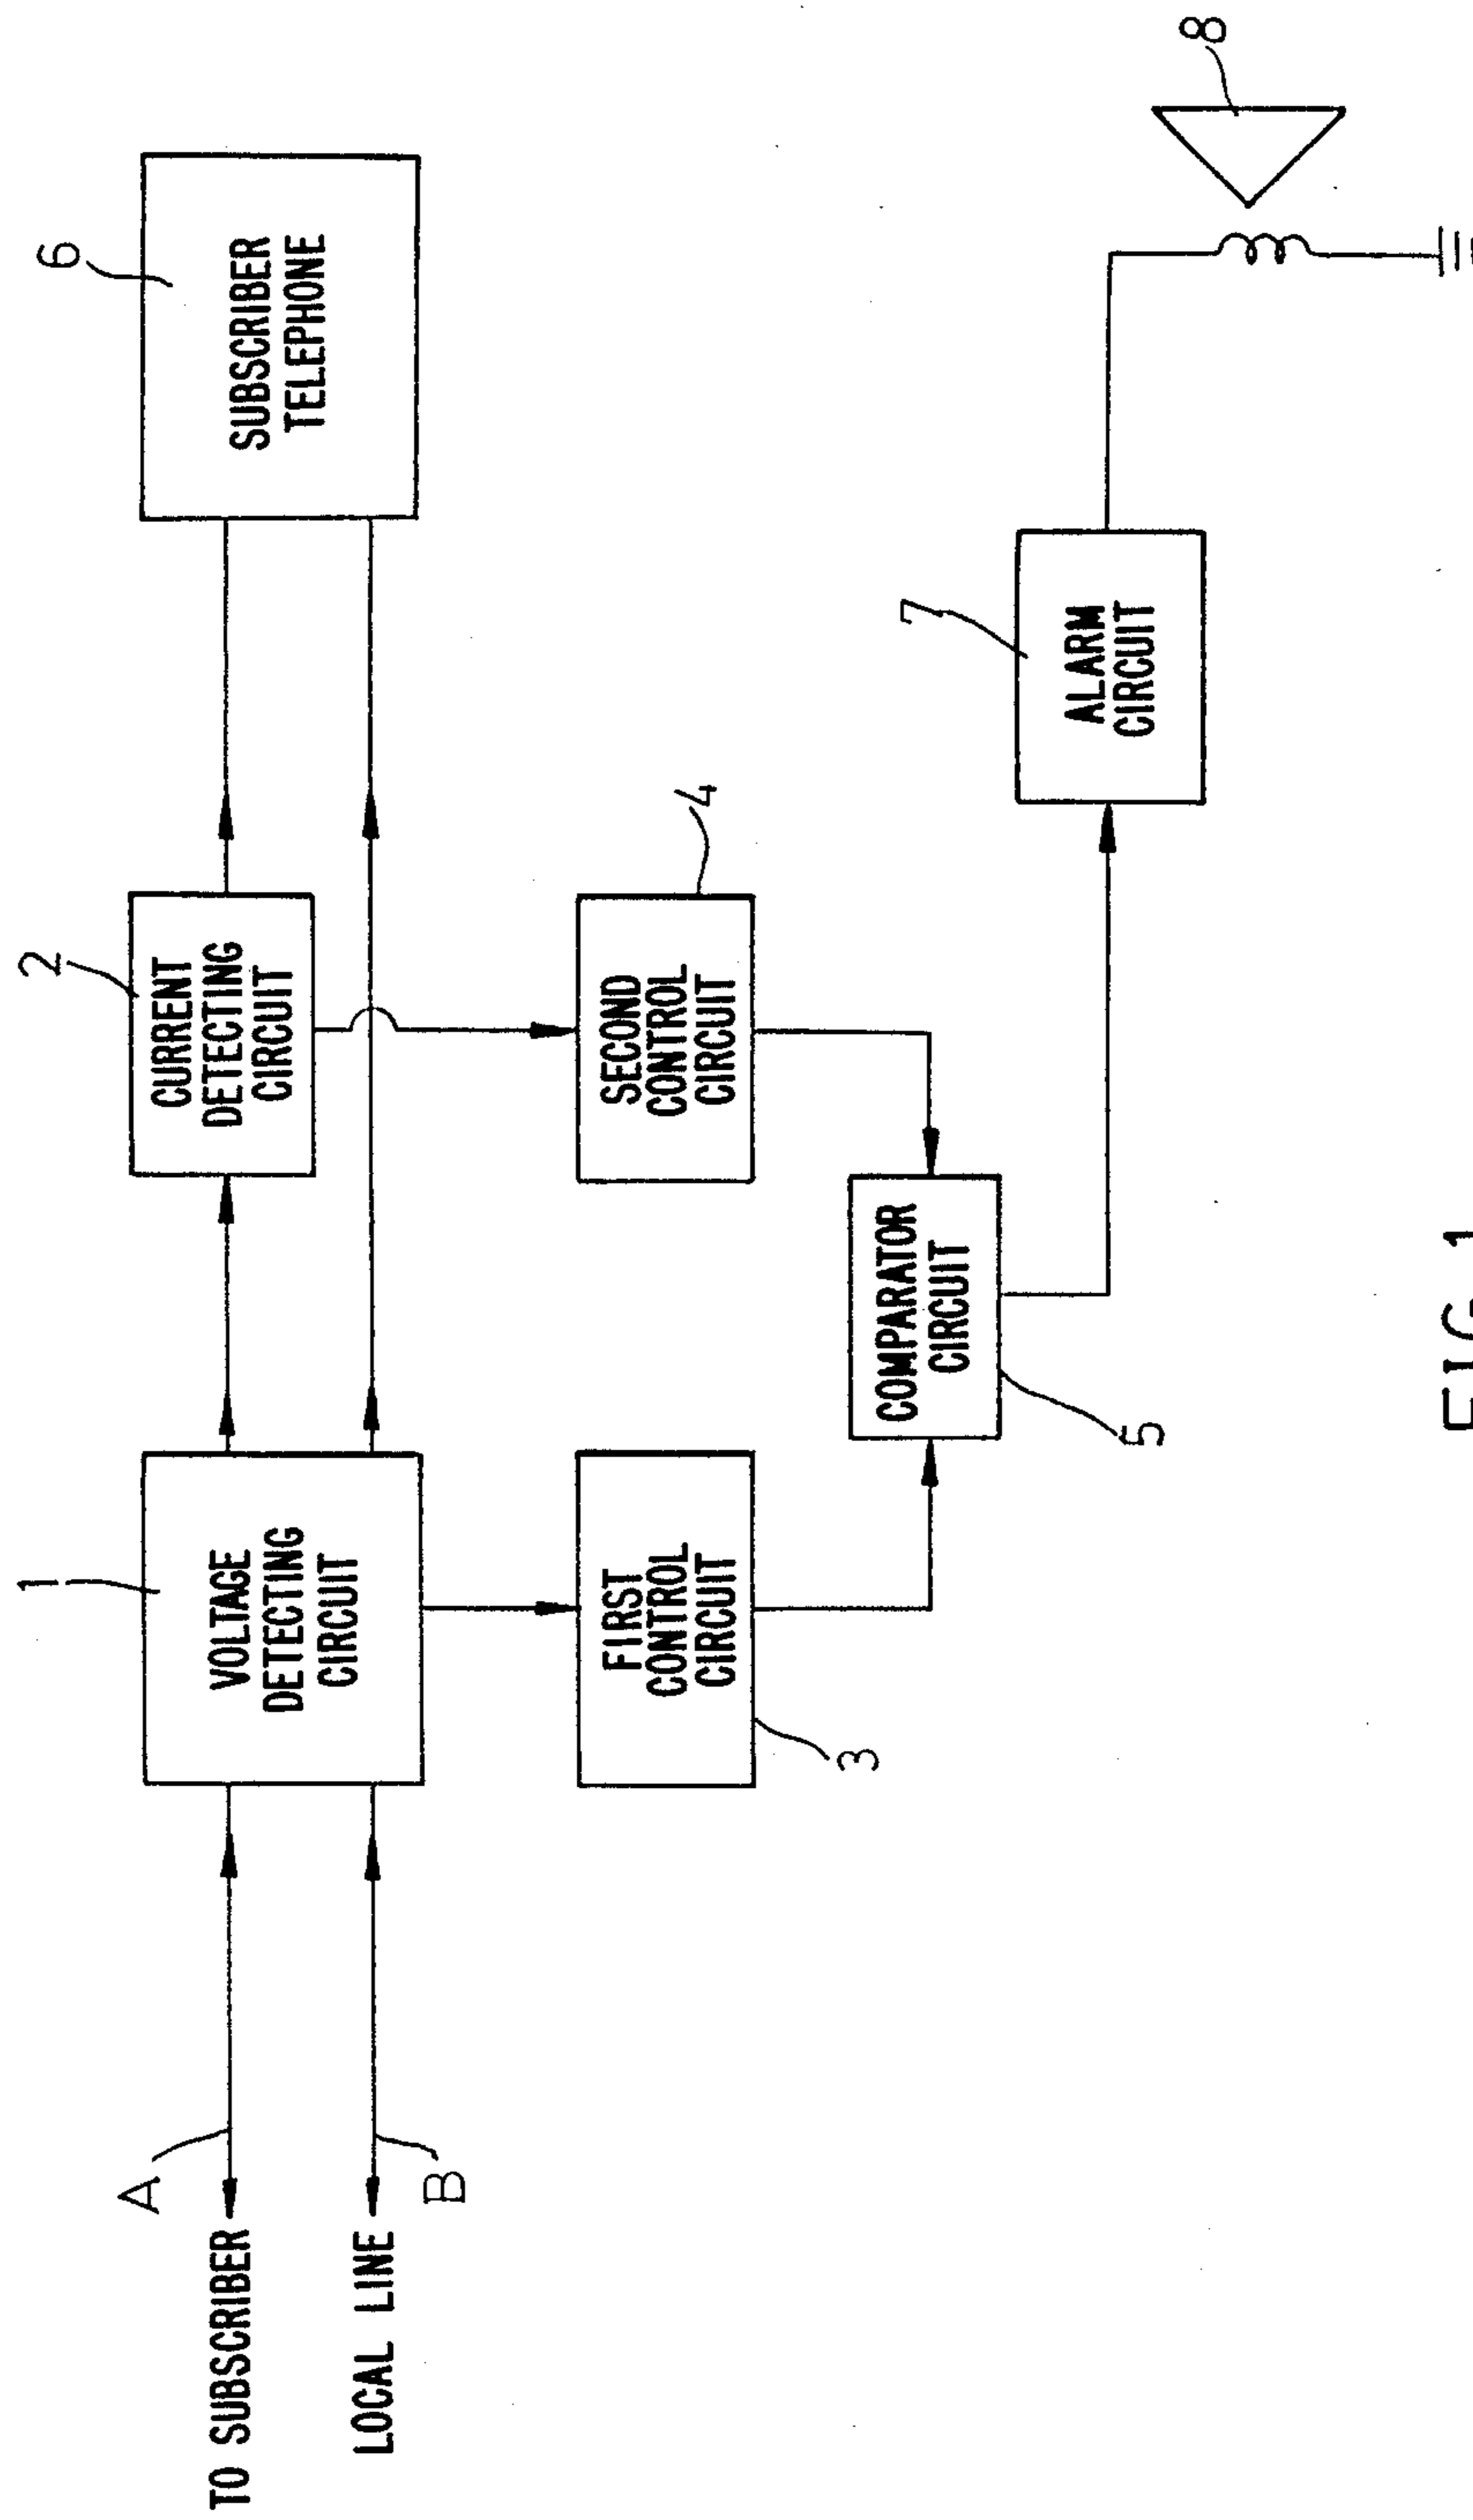 1
2
6
A
TO SUBSCRIBER
LOCAL LINE
B
VOLTAGE
DETECTING
CIRCUIT
CURRENT
DETECTING
CIRCUIT
SUBSCRIBER
TELEPHONE
FIRST
CONTROL
CIRCUIT
3
SECOND
CONTROL
CIRCUIT
4
COMPARATOR
CIRCUIT
5
7
ALARM
CIRCUIT
8
FIG. 1